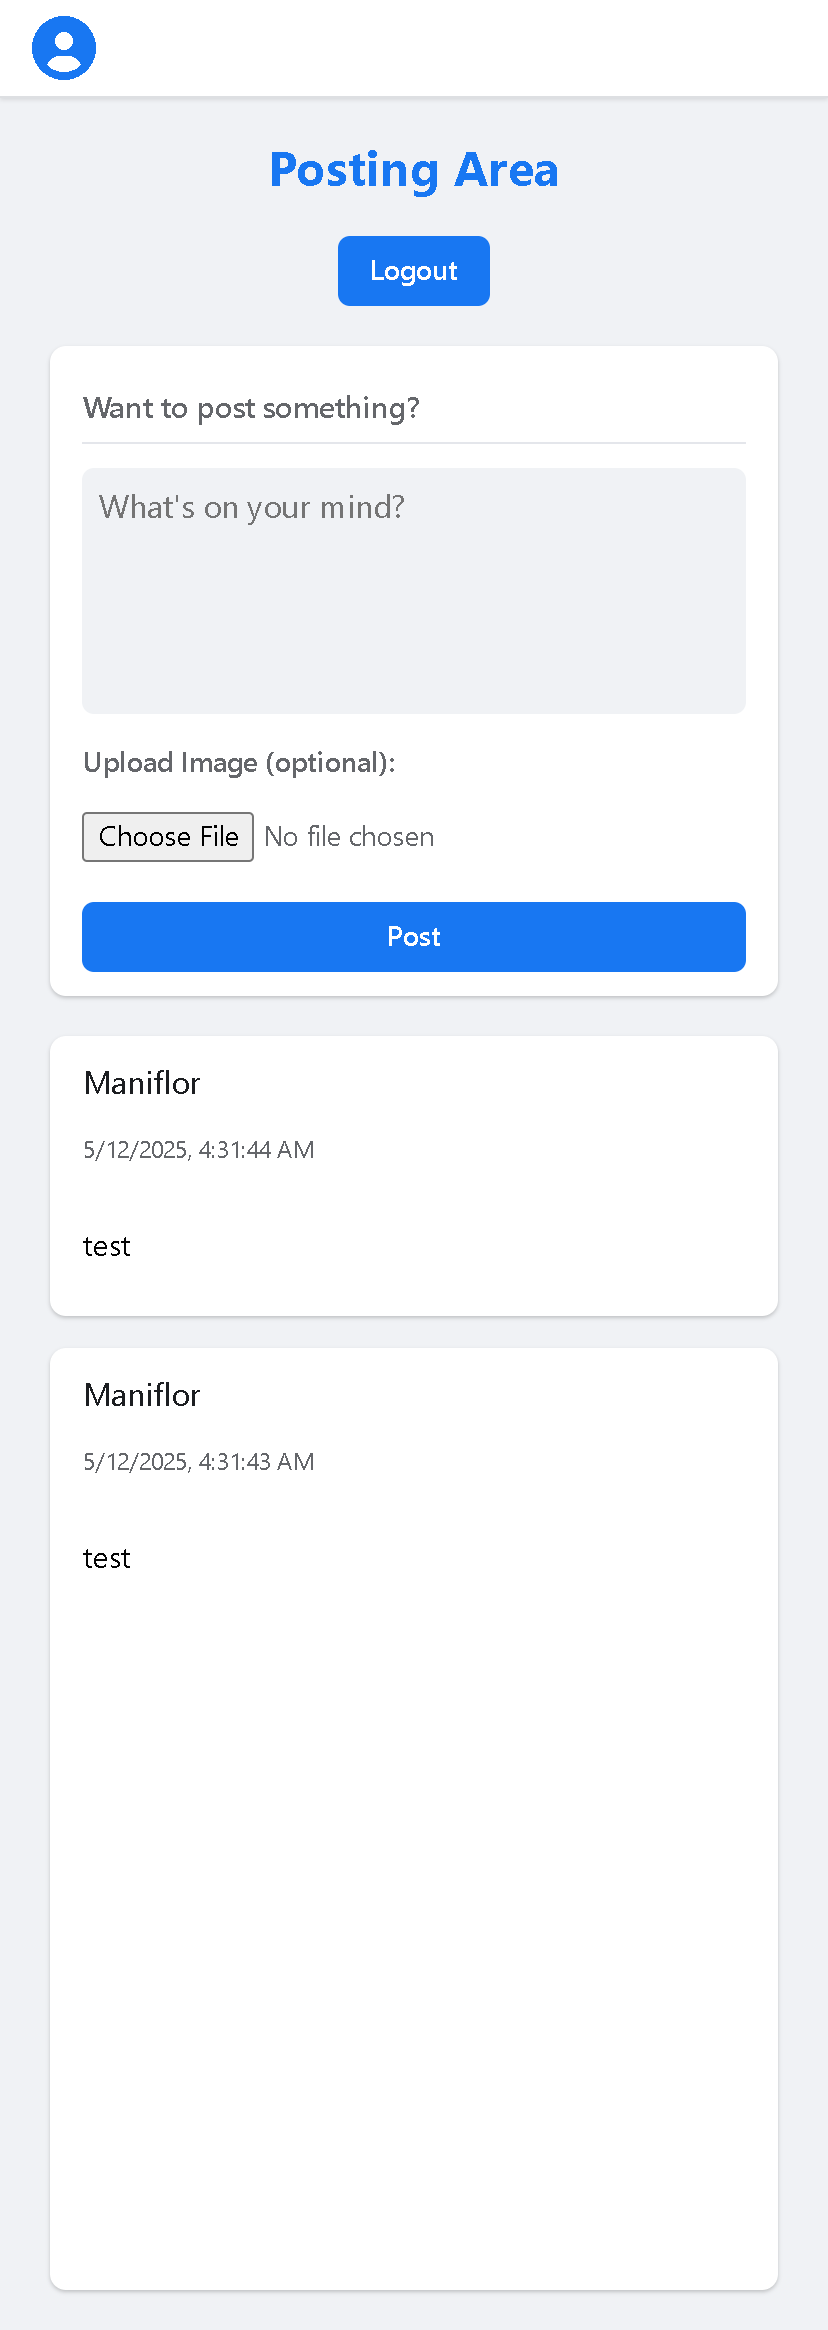 Posting Area
Logout
Want to post something?
What's on your mind?
Upload Image (optional):
Choose File No file chosen
Post
Maniflor
5/12/2025, 4:31:44 AM
test
Maniflor
5/12/2025, 4:31:43 AM
test